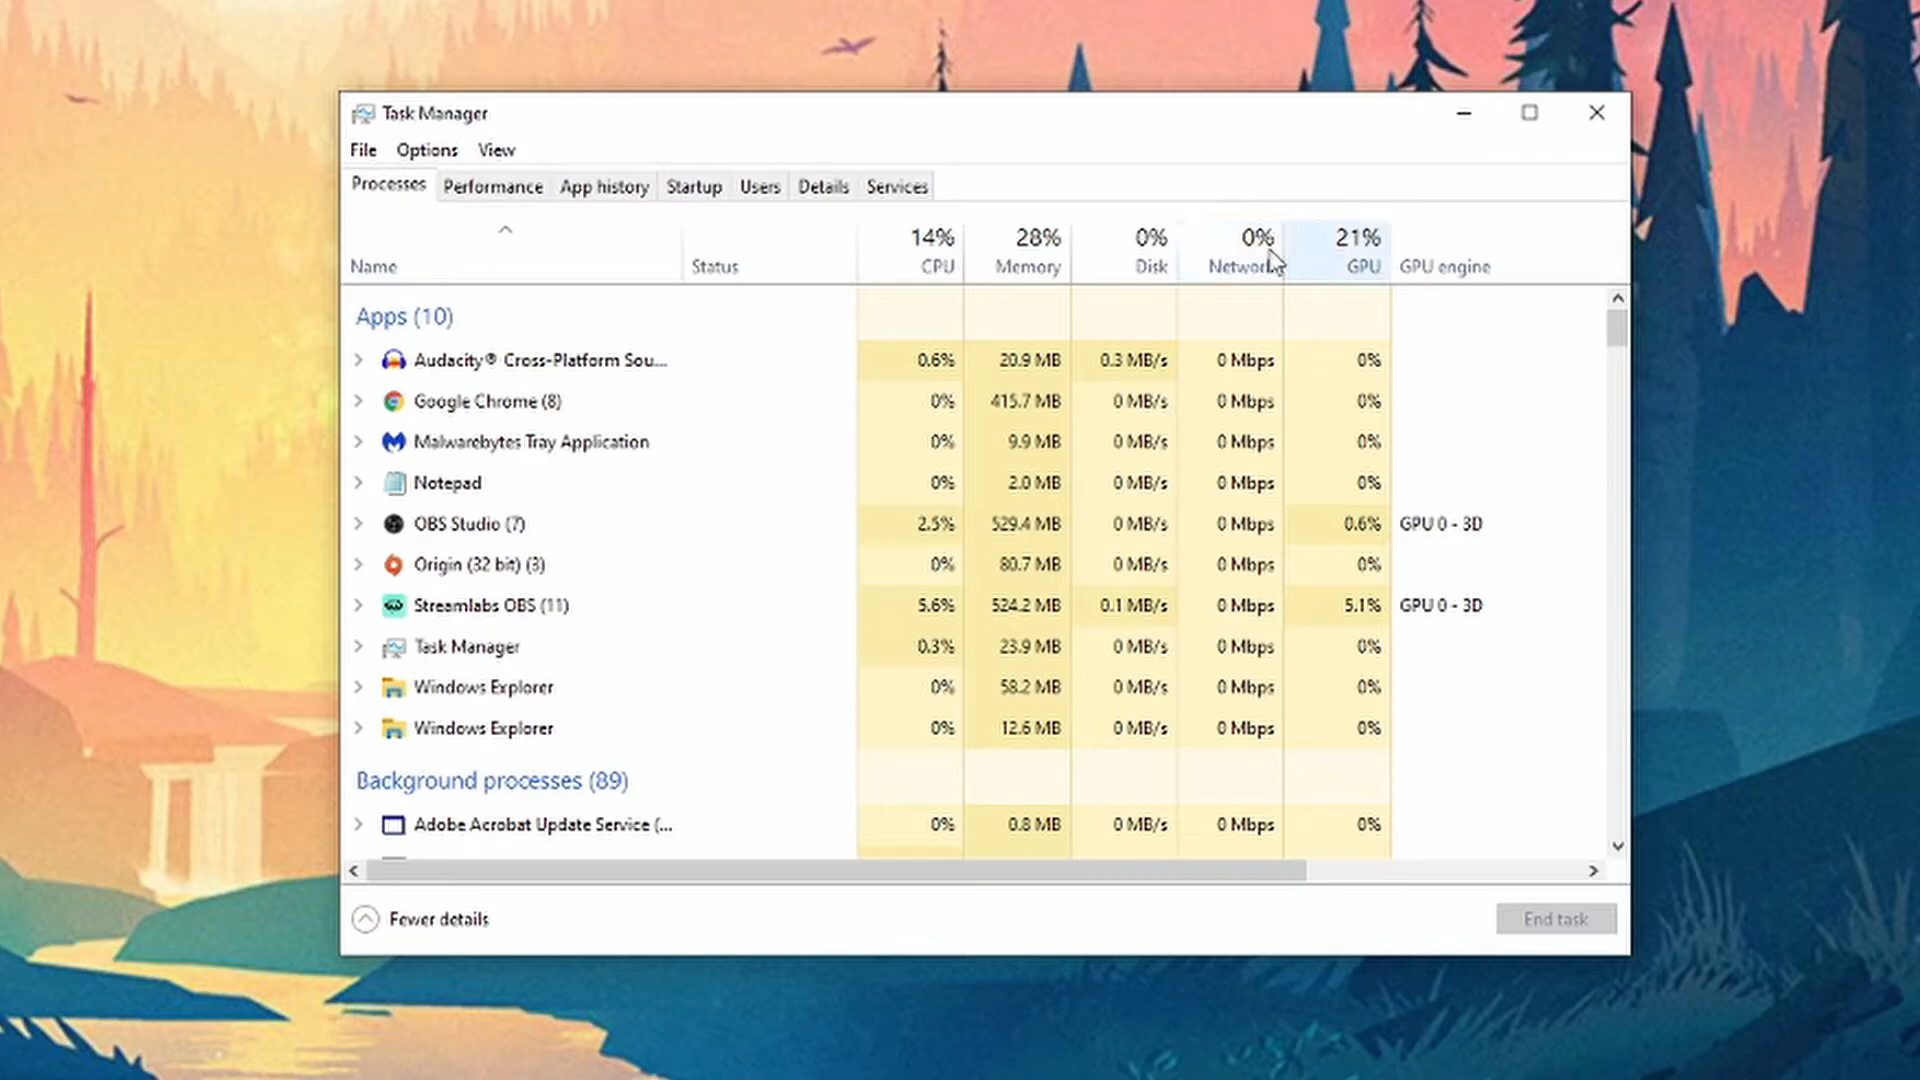 Task Manager
File Options View
Processes Performance App history Startup Users Details Services
14% 28% 0% 0% 21%
Name Status CPU Memory Disk Network GPU GPU engine
Apps (10)
Audacity® Cross-Platform Sou... 0.6% 20.9 MB 0.3 MB/s 0 Mbps 0%
Google Chrome (8) 0% 415.7 MB 0 MB/s 0 Mbps 0%
Malwarebytes Tray Application 0% 9.9 MB 0 MB/s 0 Mbps 0%
Notepad 0% 2.0 MB 0 MB/s 0 Mbps 0%
OBS Studio (7) 2.5% 529.4 MB 0 MB/s 0 Mbps 0.6% GPU 0 - 3D
Origin (32 bit) (3) 0% 80.7 MB 0 MB/s 0 Mbps 0%
Streamlabs OBS (11) 5.6% 524.2 MB 0.1 MB/s 0 Mbps 5.1% GPU 0 - 3D
Task Manager 0.3% 23.9 MB 0 MB/s 0 Mbps 0%
Windows Explorer 0% 58.2 MB 0 MB/s 0 Mbps 0%
Windows Explorer 0% 12.6 MB 0 MB/s 0 Mbps 0%
Background processes (89)
Adobe Acrobat Update Service (... 0% 0.8 MB 0 MB/s 0 Mbps 0%
Fewer details End task